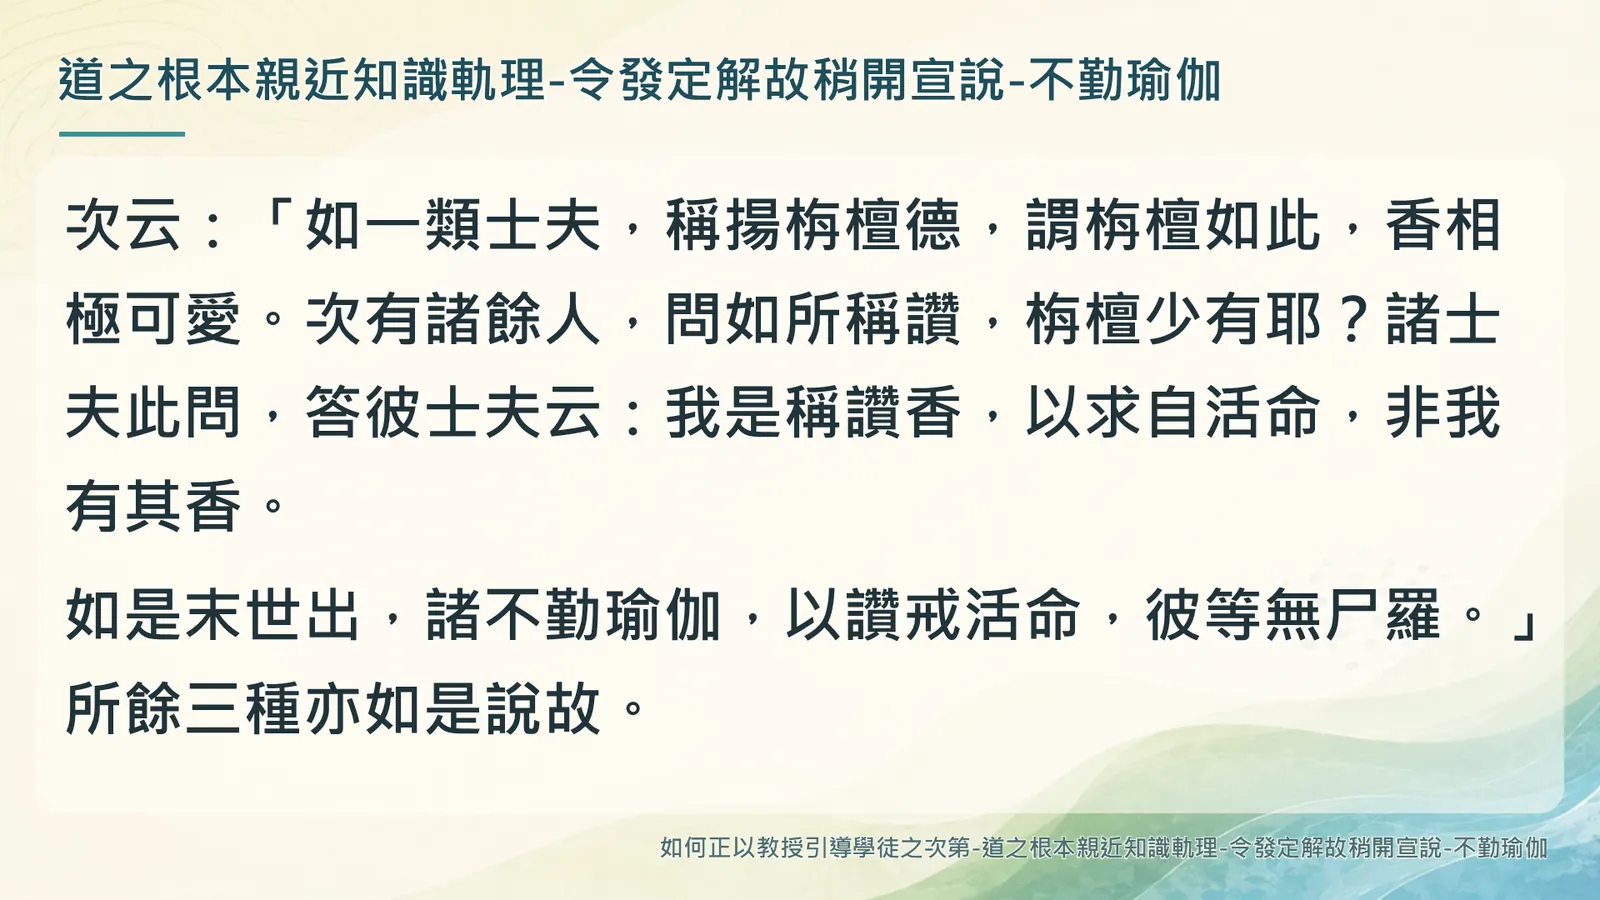 道之根本親近知識軌理-令發定解故稍開宣說-不勤瑜伽
次云：「如一類士夫，稱揚栴檀德，謂栴檀如此，香相
極可愛。次有諸餘人，問如所稱讚，栴檀少有耶？諸士
夫此問，答彼士夫云：我是稱讚香，以求自活命，非我
有其香。
如是末世出，諸不勤瑜伽，以讚戒活命，彼等無尸羅。」
所餘三種亦如是說故。
如何正以教授引導學徒之次第-道之根本親近知識軌理-令發定解故稍開宣說-不勤瑜伽